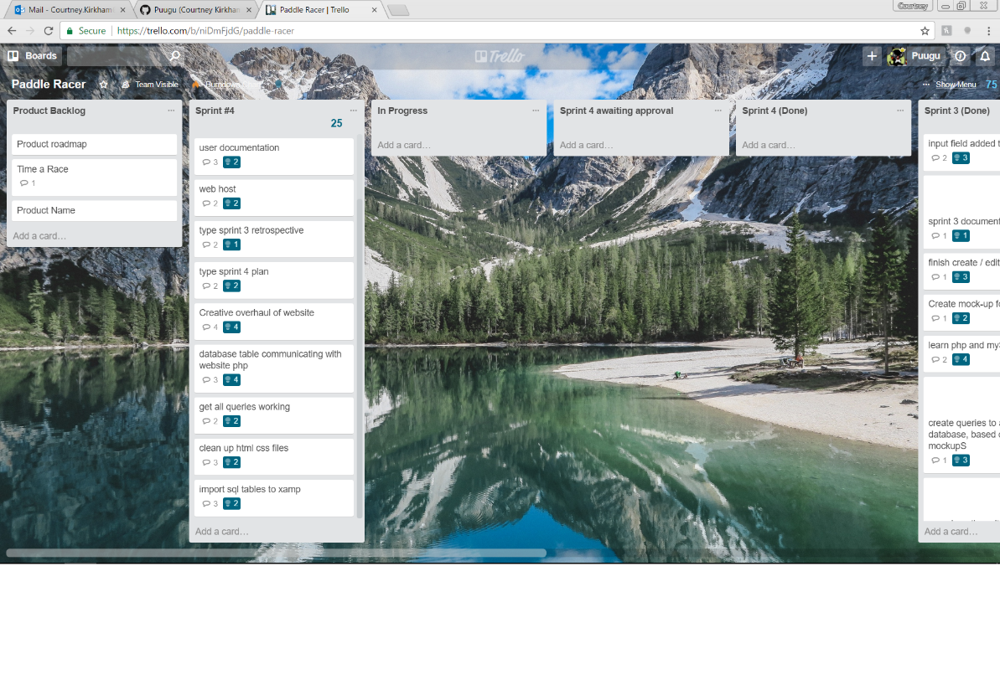 Mail - Courtney.Kirkham
Puugu (Courtney Kirkham
Paddle Racer | Trello
Courtney
Secure
https://trello.com/b/niDmFjdG/paddle-racer
Boards
Trello
Puugu
Paddle Racer
Team Visible
Burndown
Show Menu
75
Product Backlog
Product roadmap
Time a Race
1
Product Name
Add a card…
Sprint #4
25
user documentation
3 2
web host
2 2
type sprint 3 retrospective
2 1
type sprint 4 plan
2 2
Creative overhaul of website
4 4
database table communicating with
website php
3 4
get all queries working
2 2
clean up html css files
3 2
import sql tables to xamp
3 2
Add a card…
In Progress
Add a card…
Sprint 4 awaiting approval
Add a card…
Sprint 4 (Done)
Add a card…
Sprint 3 (Done)
input field added t
2 3
sprint 3 document
1 1
finish create / edit
1 3
Create mock-up fo
1 2
learn php and my
2 4
create queries to a
database, based o
mockupS
1 3
Add a card…